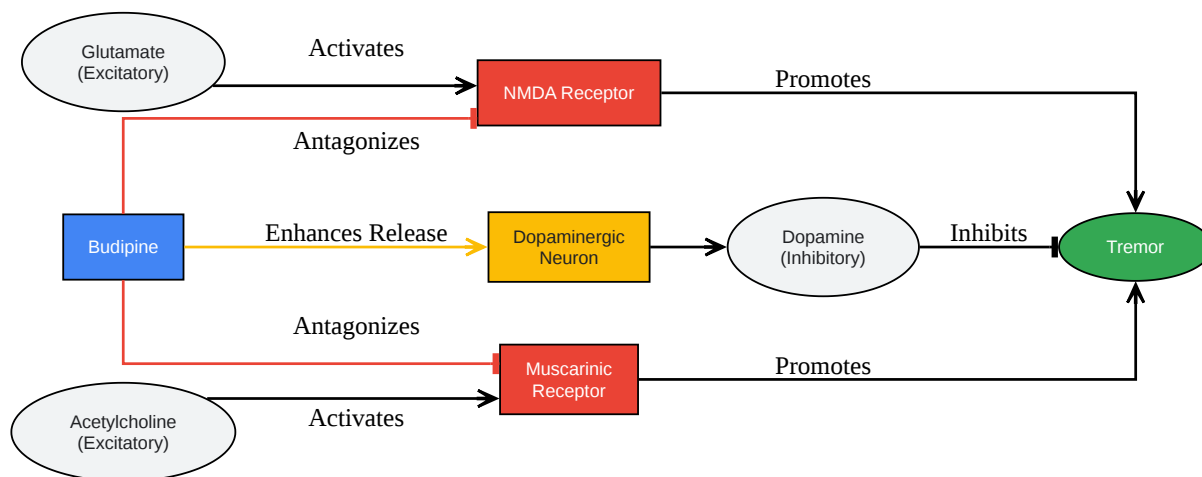 Glutamate
(Excitatory)
Activates
NMDA Receptor
Promotes
Antagonizes
Budipine
Enhances Release
Dopaminergic
Neuron
Dopamine
(Inhibitory)
Inhibits
Tremor
Antagonizes
Muscarinic
Receptor
Promotes
Acetylcholine
(Excitatory)
Activates